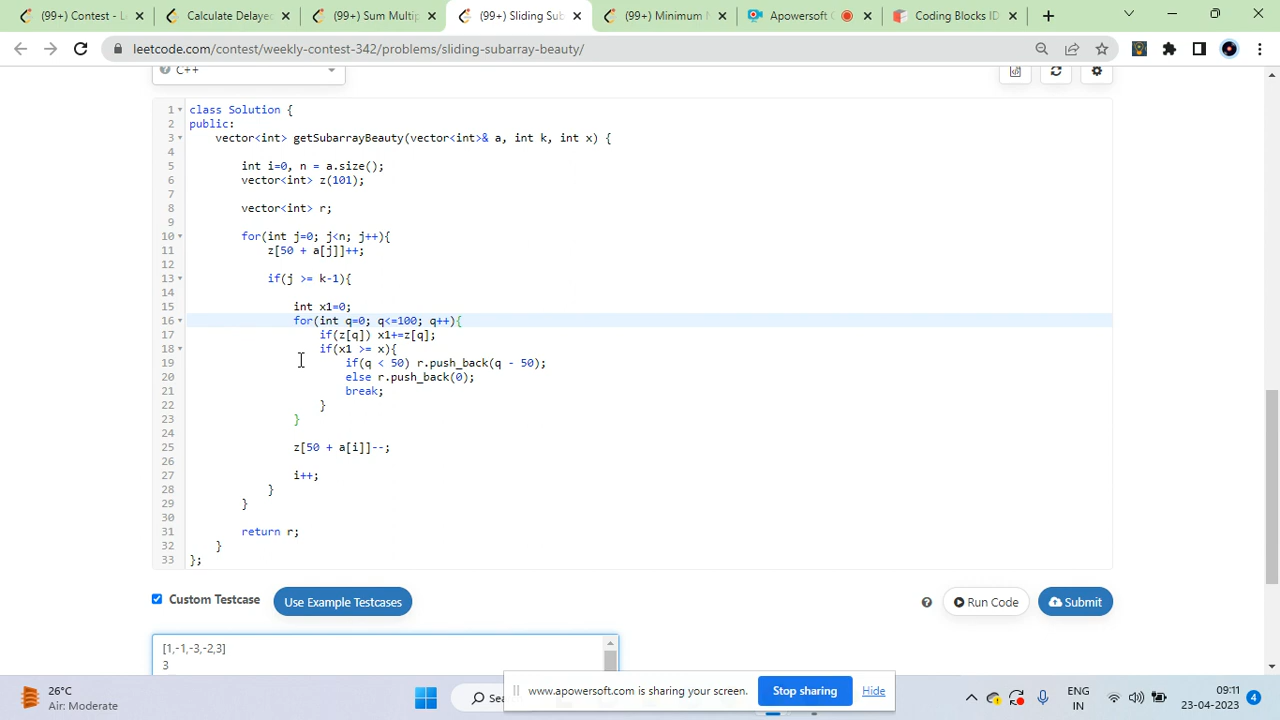 (99+) Contest - L
Calculate Delayed
(99+) Sum Multip
(99+) Sliding Sub
(99+) Minimum N
Apowersoft O
Coding Blocks ID
leetcode.com/contest/weekly-contest-342/problems/sliding-subarray-beauty/
C++
1 class Solution {
2 public:
3 vector<int> getSubarrayBeauty(vector<int>& a, int k, int x) {
4
5 int i=0, n = a.size();
6 vector<int> z(101);
7
8 vector<int> r;
9
10 for(int j=0; j<n; j++){
11 z[50 + a[j]]++;
12
13 if(j >= k-1){
14
15 int x1=0;
16 for(int q=0; q<=100; q++){
17 if(z[q]) x1+=z[q];
18 if(x1 >= x){
19 if(q < 50) r.push_back(q - 50);
20 else r.push_back(0);
21 break;
22 }
23 }
24
25 z[50 + a[i]]--;
26
27 i++;
28 }
29 }
30
31 return r;
32 }
33 };
Custom Testcase
Use Example Testcases
? Run Code
Submit
[1,-1,-3,-2,3]
3
www.apowersoft.com is sharing your screen.
Stop sharing
Hide
26°C
Air: Moderate
Sea
ENG
IN
09:11
23-04-2023
4